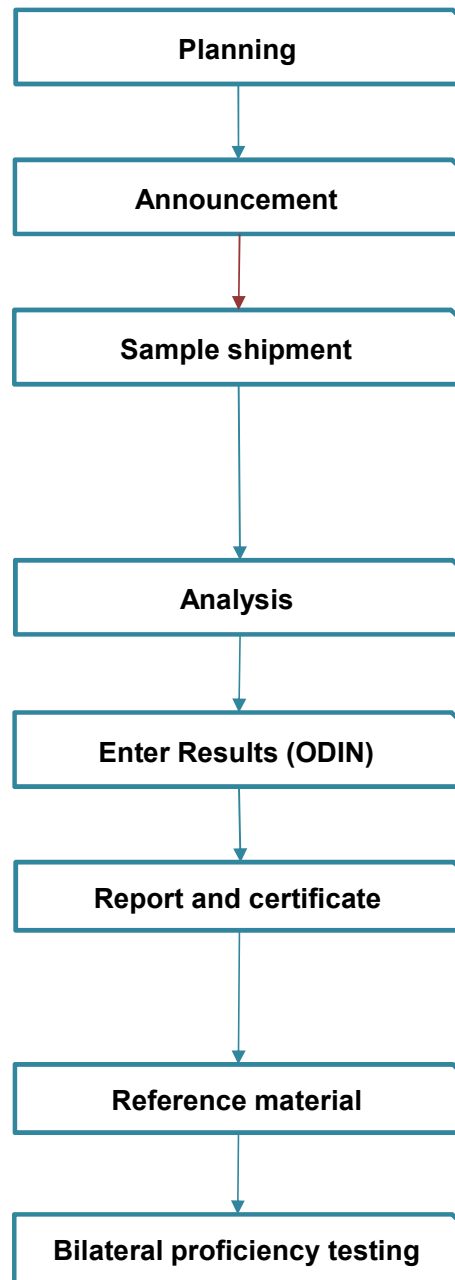 Planning
Announcement
Sample shipment
Analysis
Enter Results (ODIN)
Report and certificate
Reference material
Bilateral proficiency testing